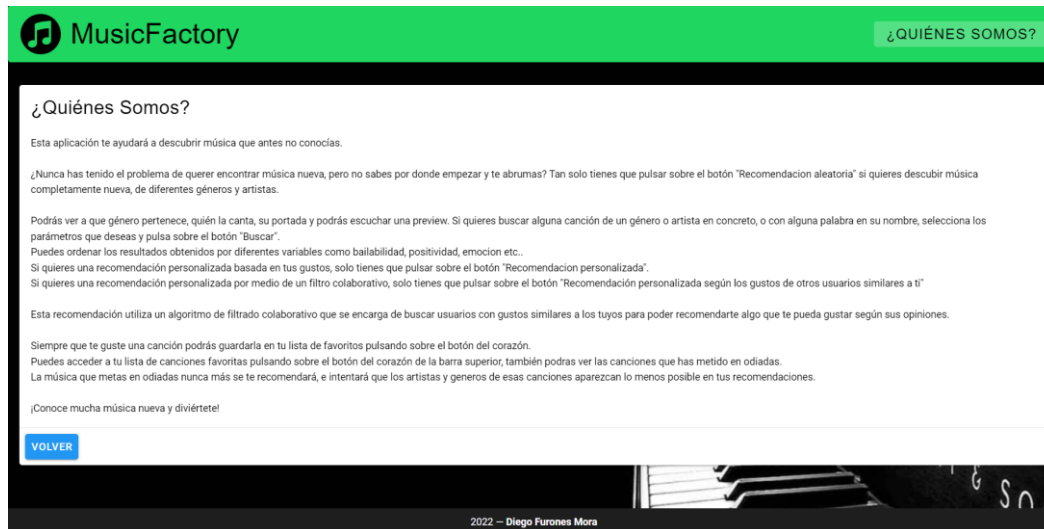 MusicFactory
¿QUIÉNES SOMOS?
¿Quiénes Somos?
Esta aplicación te ayudará a descubrir música que antes no conocías.
¿Nunca has tenido el problema de querer encontrar música nueva, pero no sabes por donde empezar y te abrumas? Tan solo tienes que pulsar sobre el botón "Recomendacion aleatoria" si quieres descubir música
completamente nueva, de diferentes géneros y artistas.
Podrás ver a que género pertenece, quién la canta, su portada y podrás escuchar una preview. Si quieres buscar alguna canción de un género o artista en concreto, o con alguna palabra en su nombre, selecciona los
parámetros que deseas y pulsa sobre el botón "Buscar".
Puedes ordenar los resultados obtenidos por diferentes variables como bailabilidad, positividad, emocion etc..
Si quieres una recomendación personalizada basada en tus gustos, solo tienes que pulsar sobre el botón "Recomendacion personalizada".
Si quieres una recomendación personalizada por medio de un filtro colaborativo, solo tienes que pulsar sobre el botón "Recomendación personalizada según los gustos de otros usuarios similares a ti"
Esta recomendación utiliza un algoritmo de filtrado colaborativo que se encarga de buscar usuarios con gustos similares a los tuyos para poder recomendarte algo que te pueda gustar según sus opiniones.
Siempre que te guste una canción podrás guardarla en tu lista de favoritos pulsando sobre el botón del corazón.
Puedes acceder a tu lista de canciones favoritas pulsando sobre el botón del corazón de la barra superior, también podras ver las canciones que has metido en odiadas.
La música que metas en odiadas nunca más se te recomendará, e intentará que los artistas y generos de esas canciones aparezcan lo menos posible en tus recomendaciones.
¡Conoce mucha música nueva y diviértete!
VOLVER
2022 — Diego Furones Mora